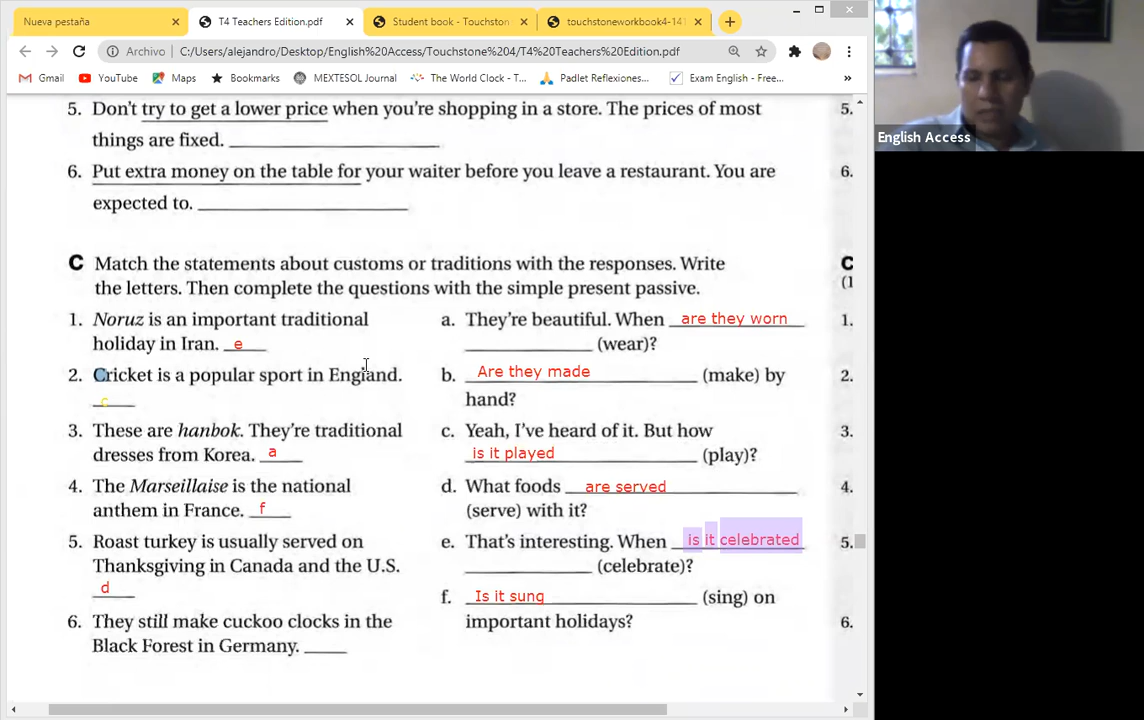 Nueva pestaña
T4 Teachers Edition.pdf
Student book - Touchston
touchstoneworkbook4-141
Archivo
C:/Users/alejandro/Desktop/English%20Access/Touchstone%204/T4%20Teachers%20Edition.pdf
Gmail
YouTube
Maps
Bookmarks
MEXTESOL Journal
The World Clock - T...
Padlet Reflexiones...
Exam English - Free...
»
English Access
5. Don't try to get a lower price when you're shopping in a store. The prices of most
things are fixed.
5.
6. Put extra money on the table for your waiter before you leave a restaurant. You are
expected to.
6.
C Match the statements about customs or traditions with the responses. Write
the letters. Then complete the questions with the simple present passive.
C
(1
1. Noruz is an important traditional
holiday in Iran. e
2. Cricket is a popular sport in England.
c
3. These are hanbok. They're traditional
dresses from Korea. a
4. The Marseillaise is the national
anthem in France. f
5. Roast turkey is usually served on
Thanksgiving in Canada and the U.S.
d
6. They still make cuckoo clocks in the
Black Forest in Germany.
a. They're beautiful. When are they worn
(wear)?
b. Are they made (make) by
hand?
c. Yeah, I've heard of it. But how
is it played (play)?
d. What foods are served
(serve) with it?
e. That's interesting. When is it celebrated
(celebrate)?
f. Is it sung (sing) on
important holidays?
1.
2.
3.
4.
5.
6.